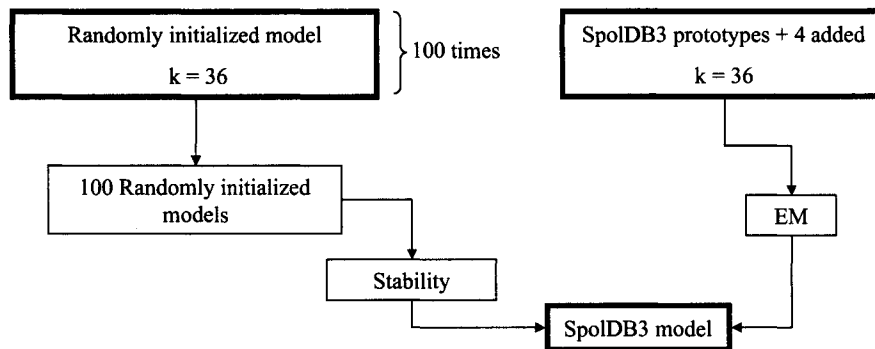 Randomly initialized model
k = 36
100 times
SpolDB3 prototypes + 4 added
k = 36
100 Randomly initialized
models
EM
Stability
SpolDB3 model